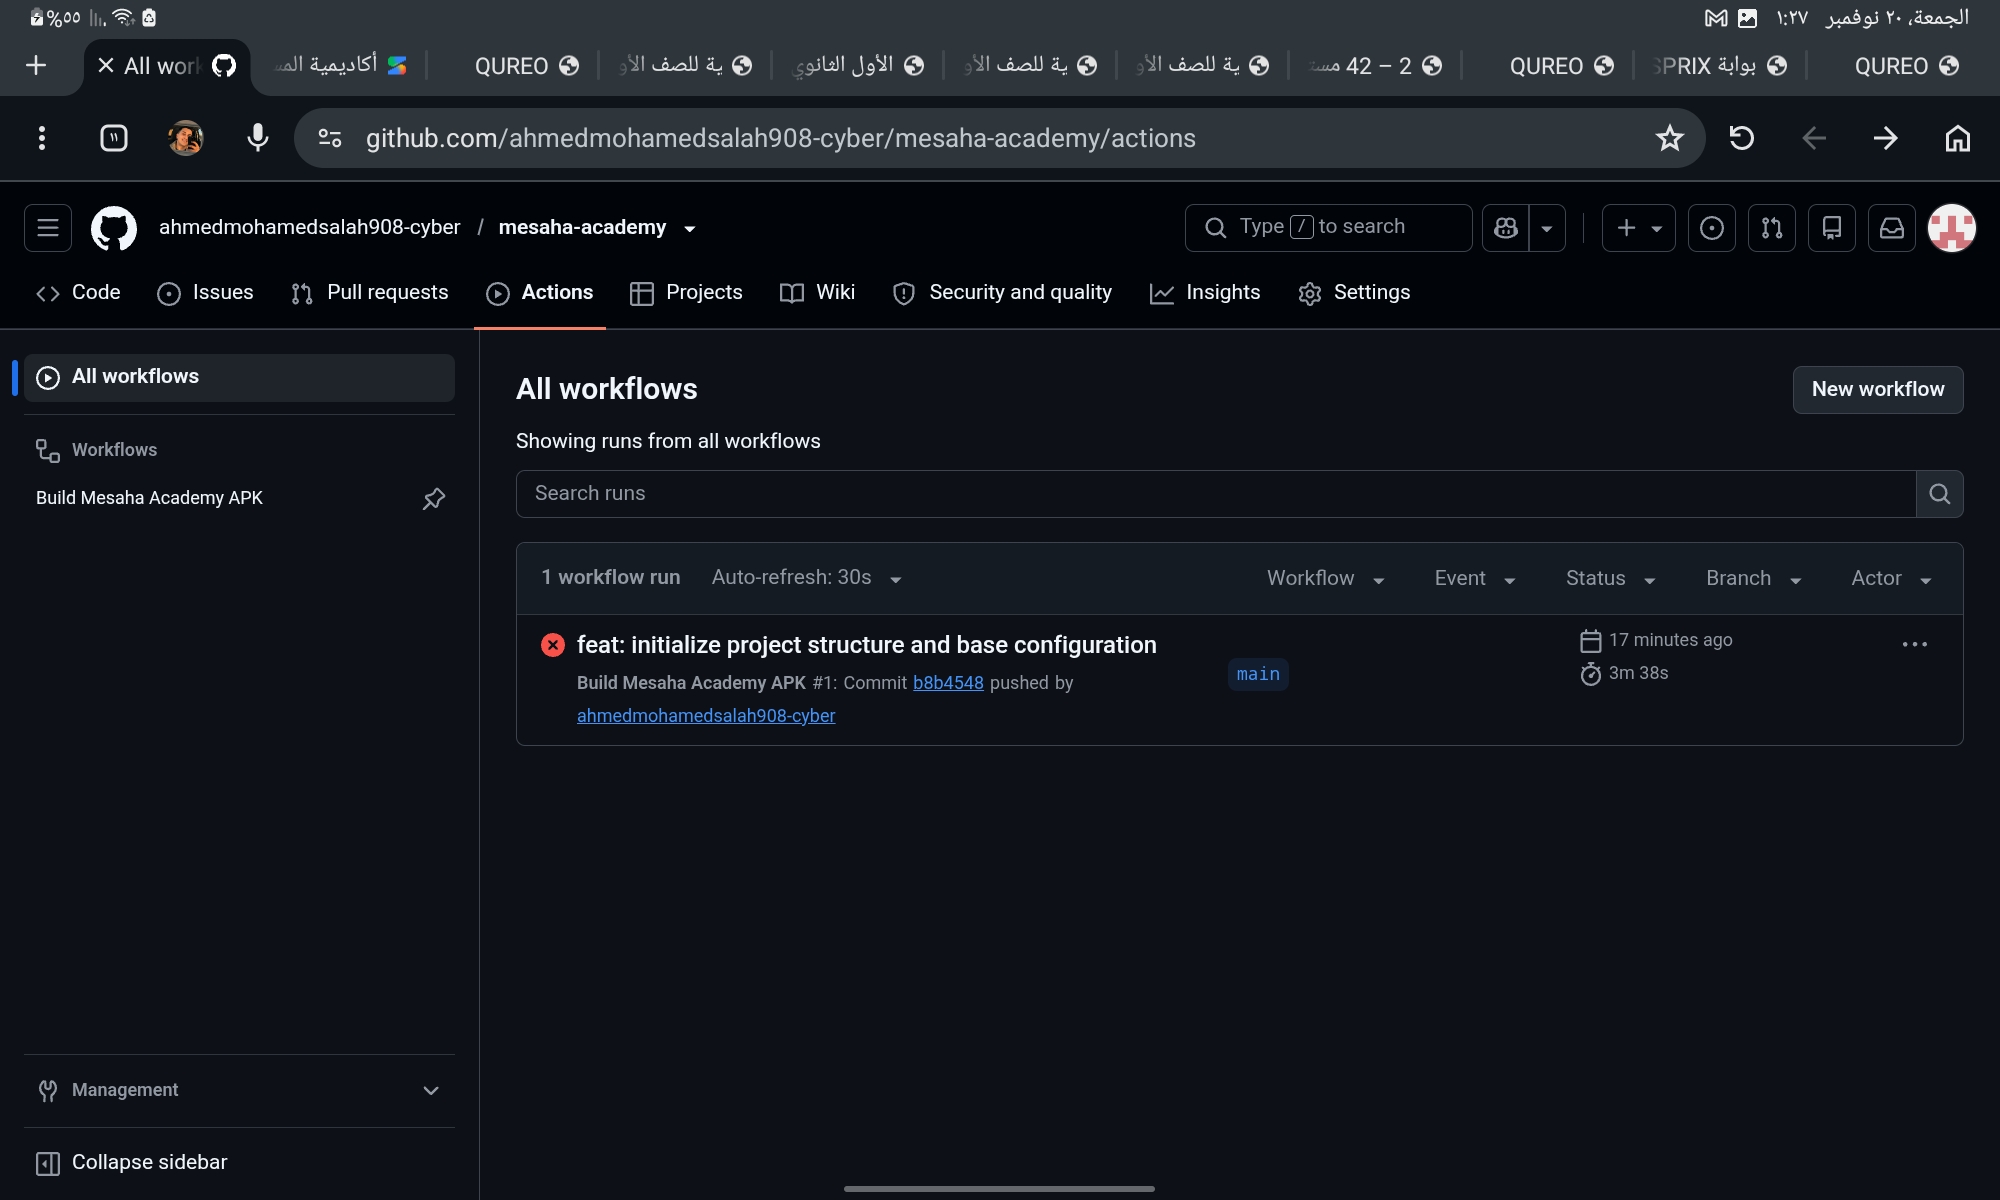 %٥٥
الجمعة، ٢٠ نوفمبر ١:٢٧
All work
أكاديمية المس
QUREO
ية للصف الأو
الأول الثانوي
ية للصف الأو
ية للصف الأو
2 – 42 مست
QUREO
بوابة SPRIX
QUREO
github.com/ahmedmohamedsalah908-cyber/mesaha-academy/actions
ahmedmohamedsalah908-cyber / mesaha-academy
Type / to search
Code
Issues
Pull requests
Actions
Projects
Wiki
Security and quality
Insights
Settings
All workflows
Workflows
Build Mesaha Academy APK
Management
Collapse sidebar
All workflows
New workflow
Showing runs from all workflows
Search runs
1 workflow run
Auto-refresh: 30s
Workflow
Event
Status
Branch
Actor
feat: initialize project structure and base configuration
Build Mesaha Academy APK #1: Commit b8b4548 pushed by
ahmedmohamedsalah908-cyber
main
17 minutes ago
3m 38s